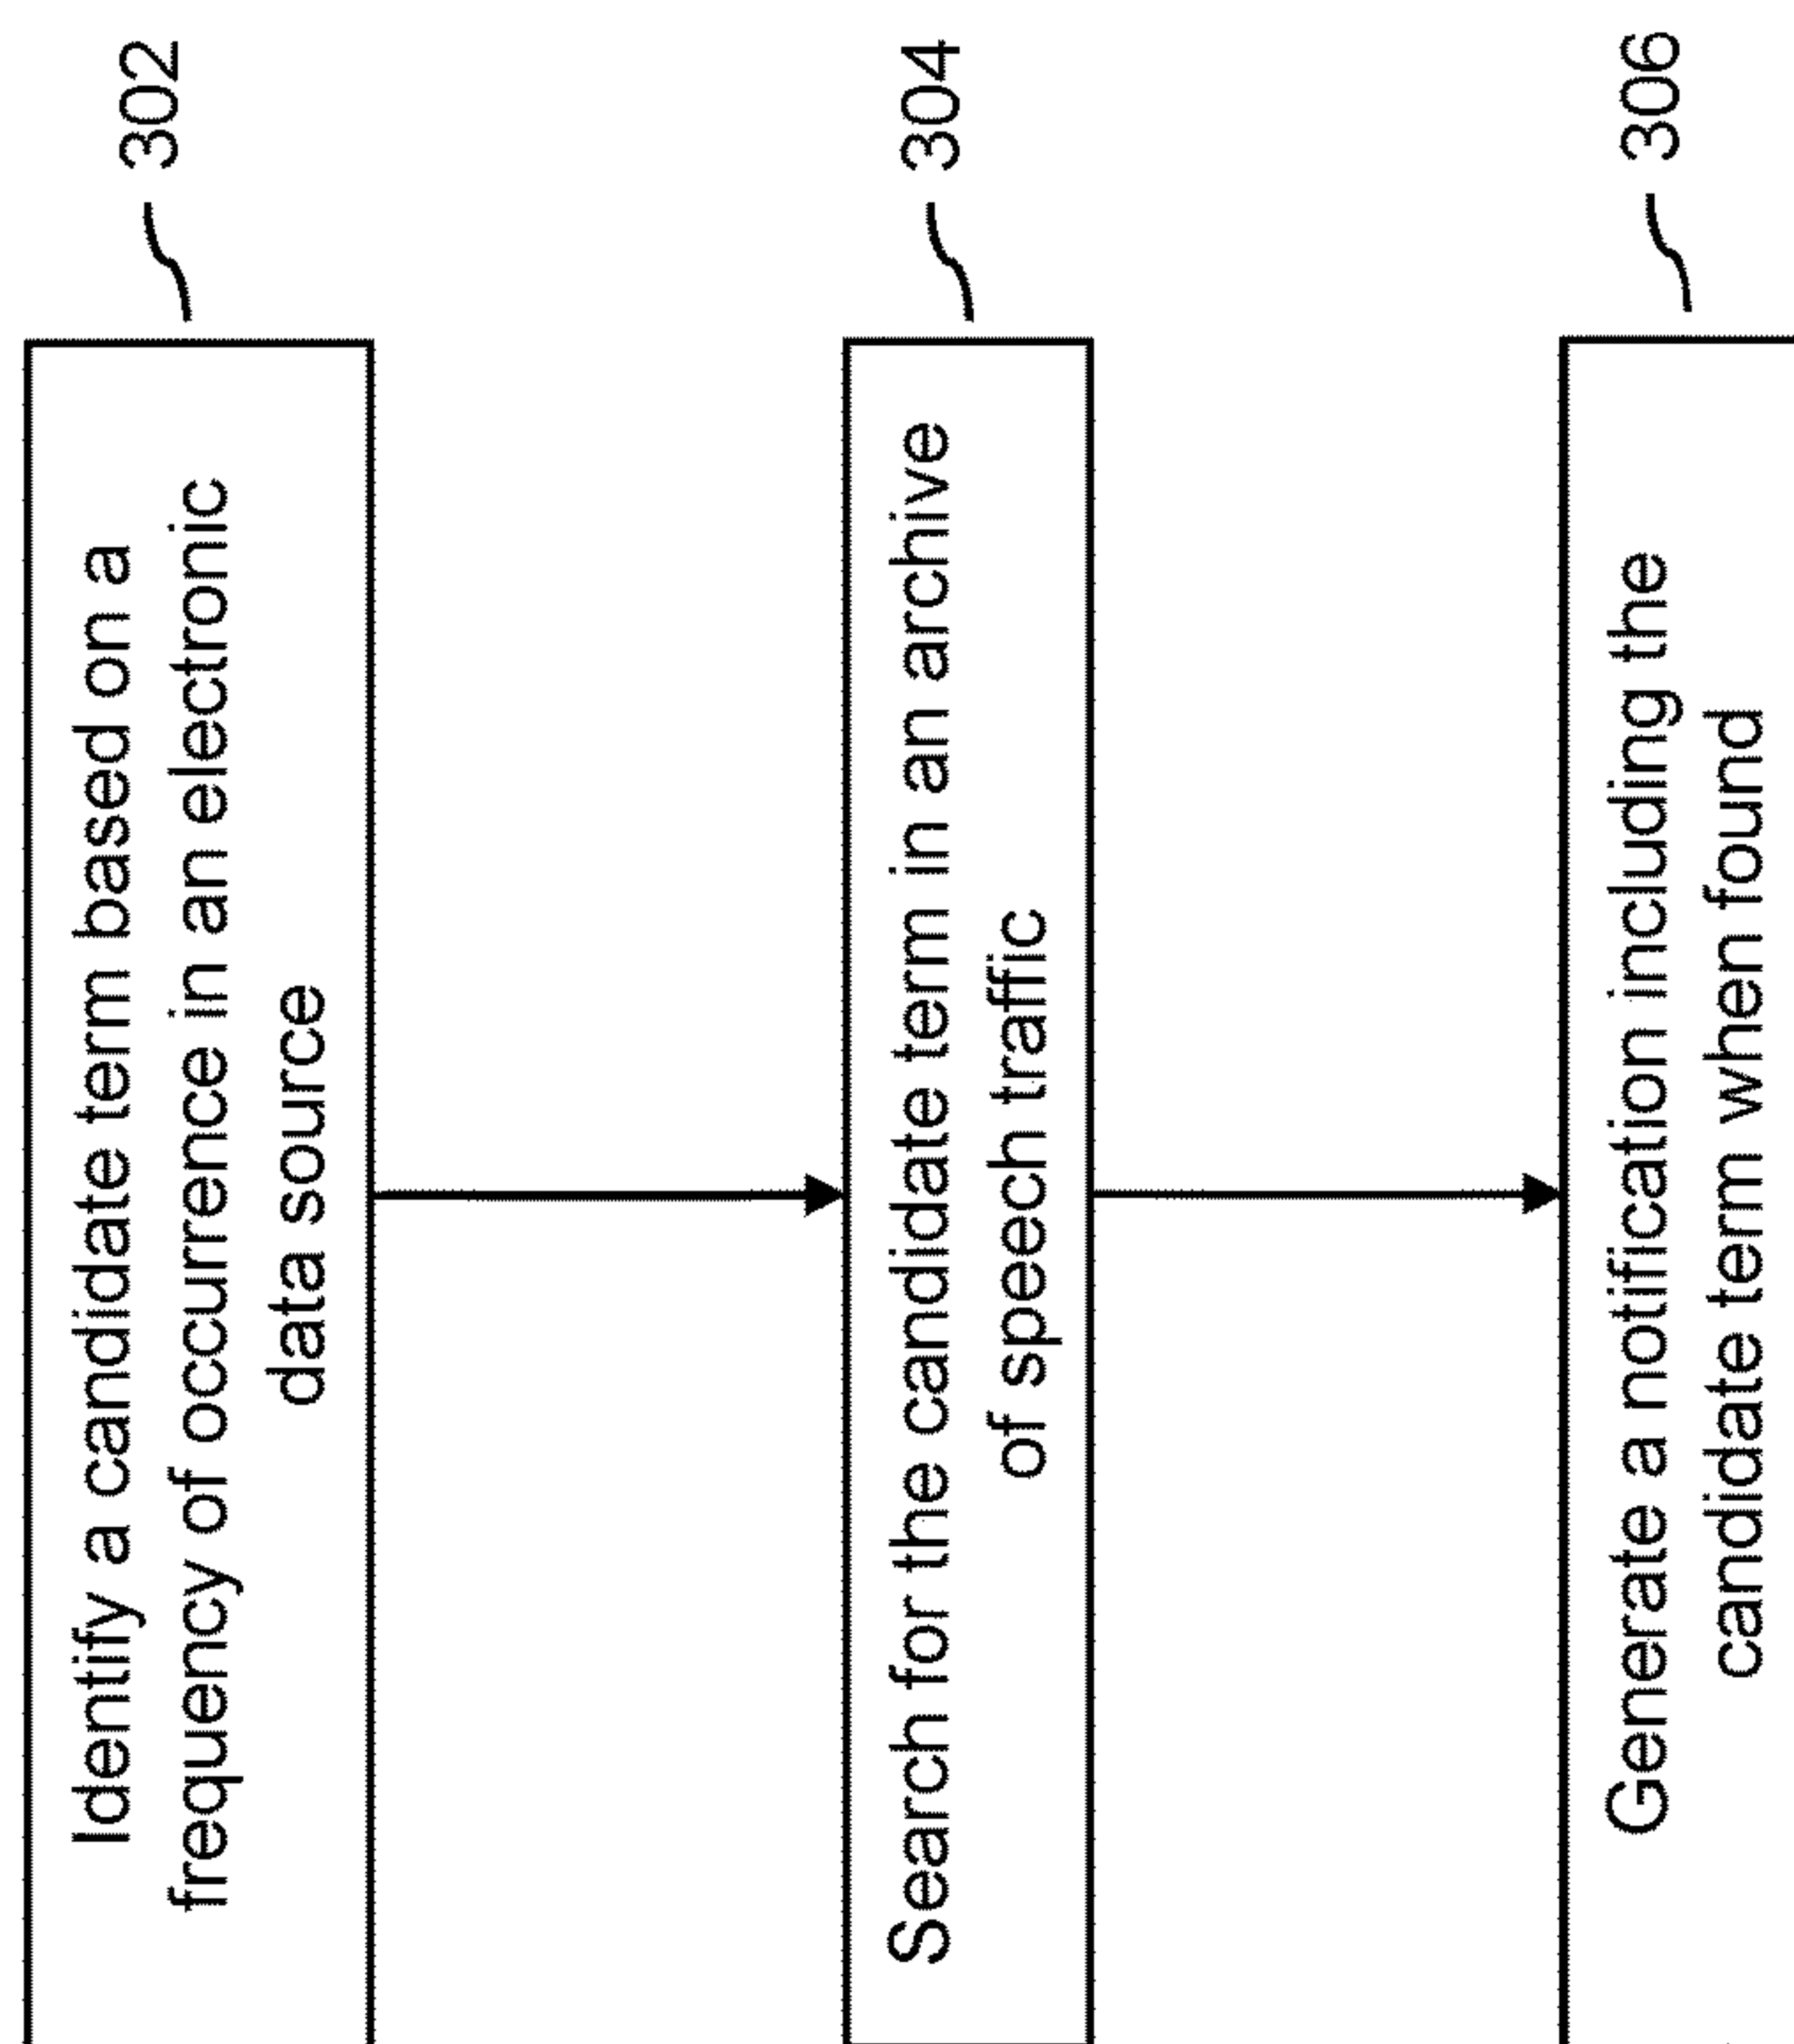 Identify a candidate term based on a
frequency of occurrence in an electronic
data source
302
Search for the candidate term in an archive
of speech traffic
304
Generate a notification including the
candidate term when found
306